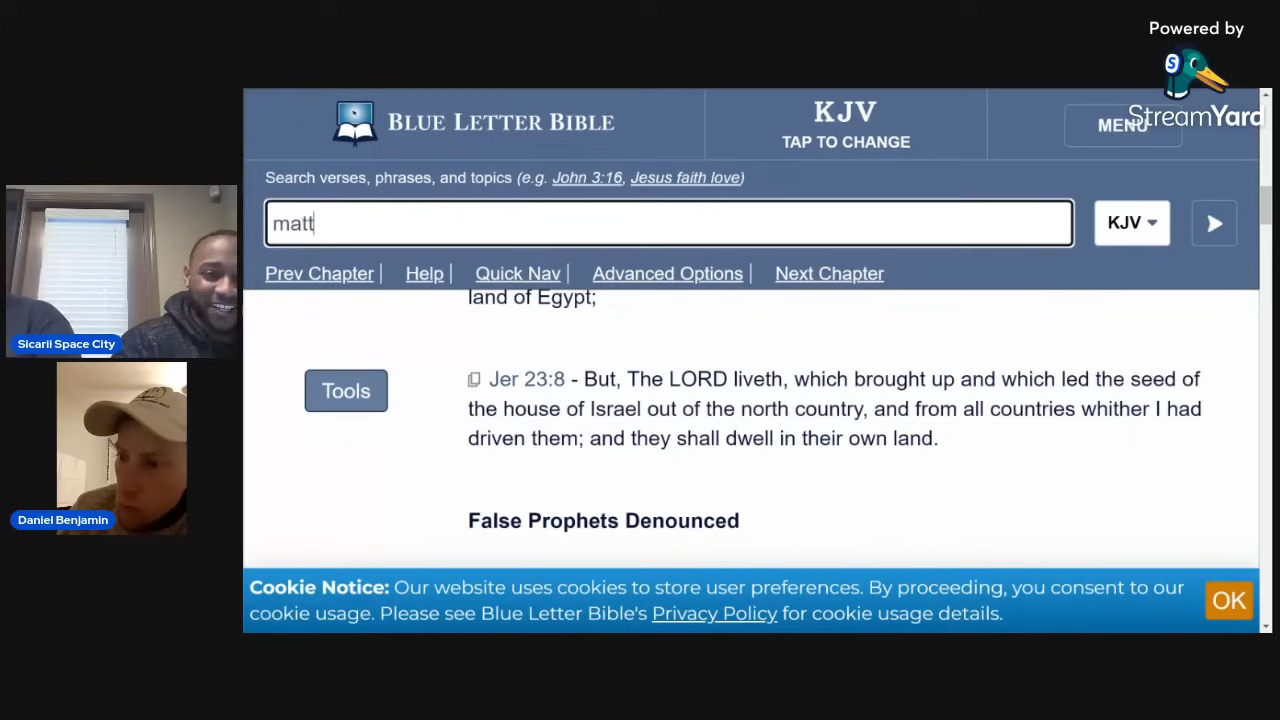 Powered by
StreamYard
BLUE LETTER BIBLE
KJV
TAP TO CHANGE
MENU
Search verses, phrases, and topics (e.g. John 3:16, Jesus faith love)
matt
KJV
Prev Chapter | Help | Quick Nav | Advanced Options | Next Chapter
land of Egypt;
Tools
Jer 23:8 - But, The LORD liveth, which brought up and which led the seed of
the house of Israel out of the north country, and from all countries whither I had
driven them; and they shall dwell in their own land.
False Prophets Denounced
Cookie Notice: Our website uses cookies to store user preferences. By proceeding, you consent to our
cookie usage. Please see Blue Letter Bible's Privacy Policy for cookie usage details.
OK
Sicarii Space City
Daniel Benjamin